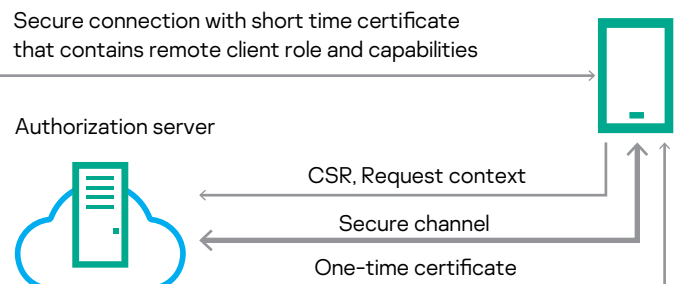 Secure connection with short time certificate
that contains remote client role and capabilities
Authorization server
CSR, Request context
Secure channel
One-time certificate